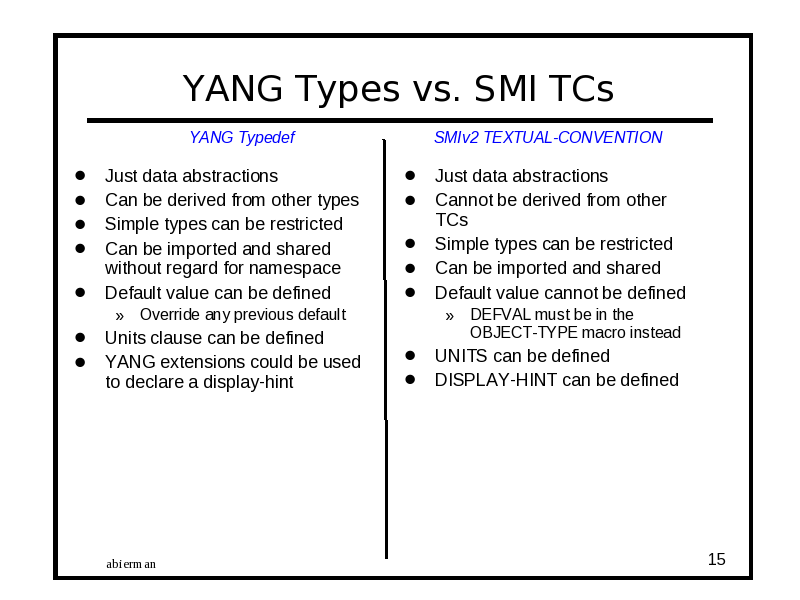 YANG Types vs. SMI TCs
YANG Typedef
● Just data abstractions
● Can be derived from other types
● Simple types can be restricted
● Can be imported and shared
without regard for namespace
● Default value can be defined
» Override any previous default
● Units clause can be defined
● YANG extensions could be used
to declare a display-hint
SMIv2 TEXTUAL-CONVENTION
● Just data abstractions
● Cannot be derived from other
TCs
● Simple types can be restricted
● Can be imported and shared
● Default value cannot be defined
» DEFVAL must be in the
OBJECT-TYPE macro instead
● UNITS can be defined
● DISPLAY-HINT can be defined
abierman
15